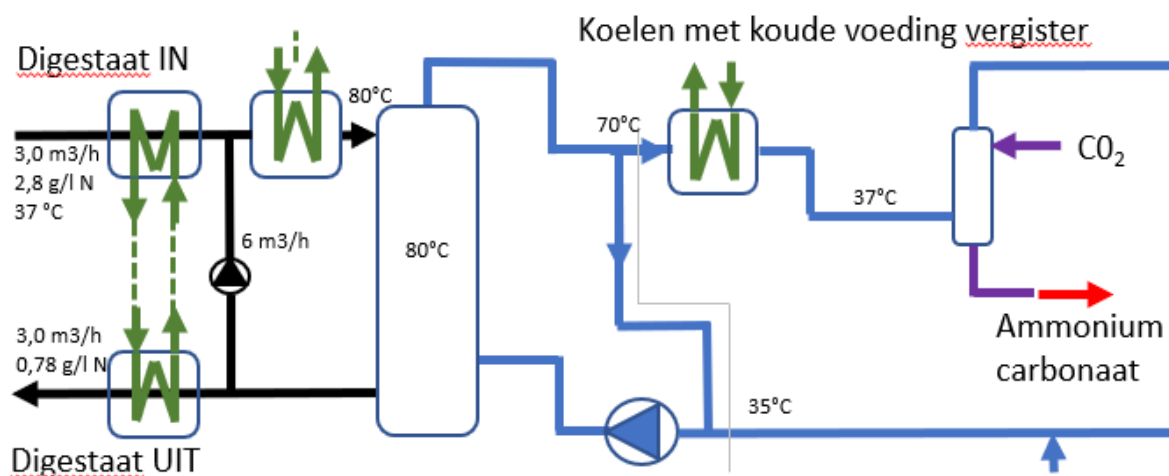 Digestaat IN
Koelen met koude voeding vergister
80°C
3,0 m3/h
2,8 g/l N
37 °C
70°C
C0₂
37°C
6 m3/h
80°C
3,0 m3/h
0,78 g/l N
Ammonium
carbonaat
35°C
Digestaat UIT